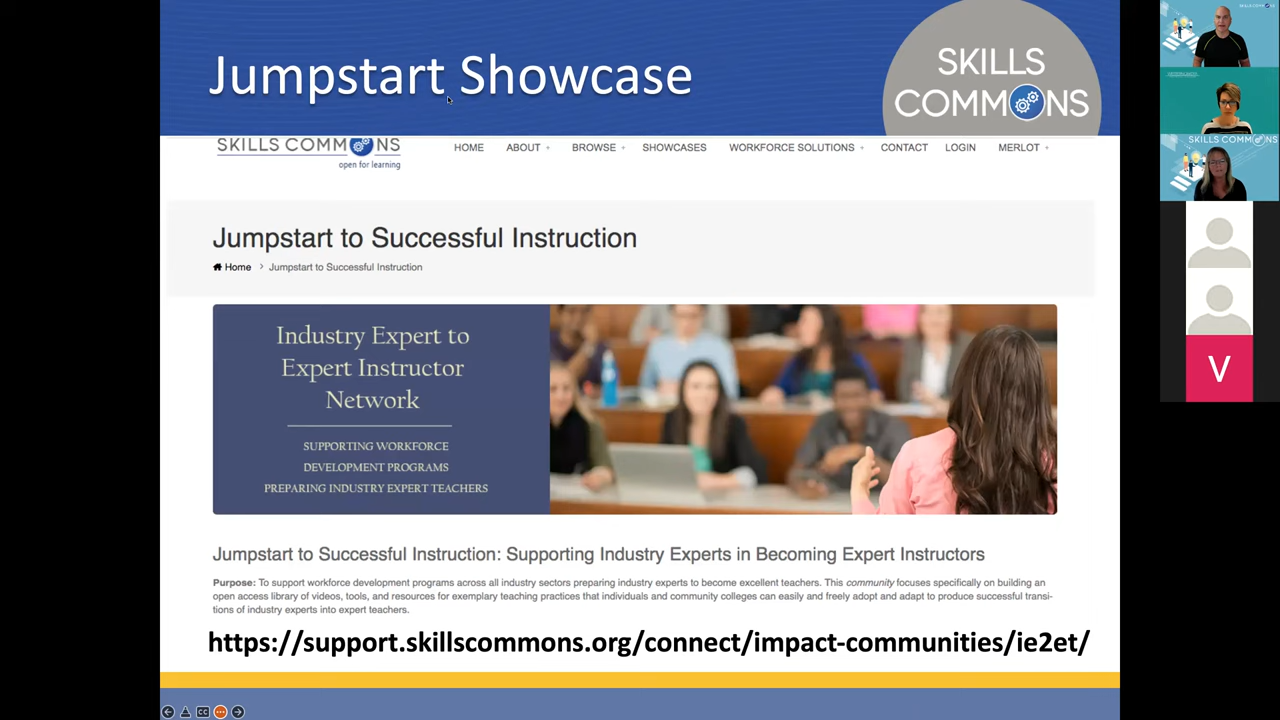 Jumpstart Showcase
SKILLS
COMMONS
SKILLS COMMONS
open for learning
HOME ABOUT + BROWSE + SHOWCASES WORKFORCE SOLUTIONS + CONTACT LOGIN MERLOT +
Jumpstart to Successful Instruction
Home > Jumpstart to Successful Instruction
Industry Expert to
Expert Instructor
Network
SUPPORTING WORKFORCE
DEVELOPMENT PROGRAMS
PREPARING INDUSTRY EXPERT TEACHERS
Jumpstart to Successful Instruction: Supporting Industry Experts in Becoming Expert Instructors
Purpose: To support workforce development programs across all industry sectors preparing industry experts to become excellent teachers. This community focuses specifically on building an
open access library of videos, tools, and resources for exemplary teaching practices that individuals and community colleges can easily and freely adopt and adapt to produce successful transi-
tions of industry experts into expert teachers.
https://support.skillscommons.org/connect/impact-communities/ie2et/
CC
SKILLS COMMONS
SKILLS COMMONS
V